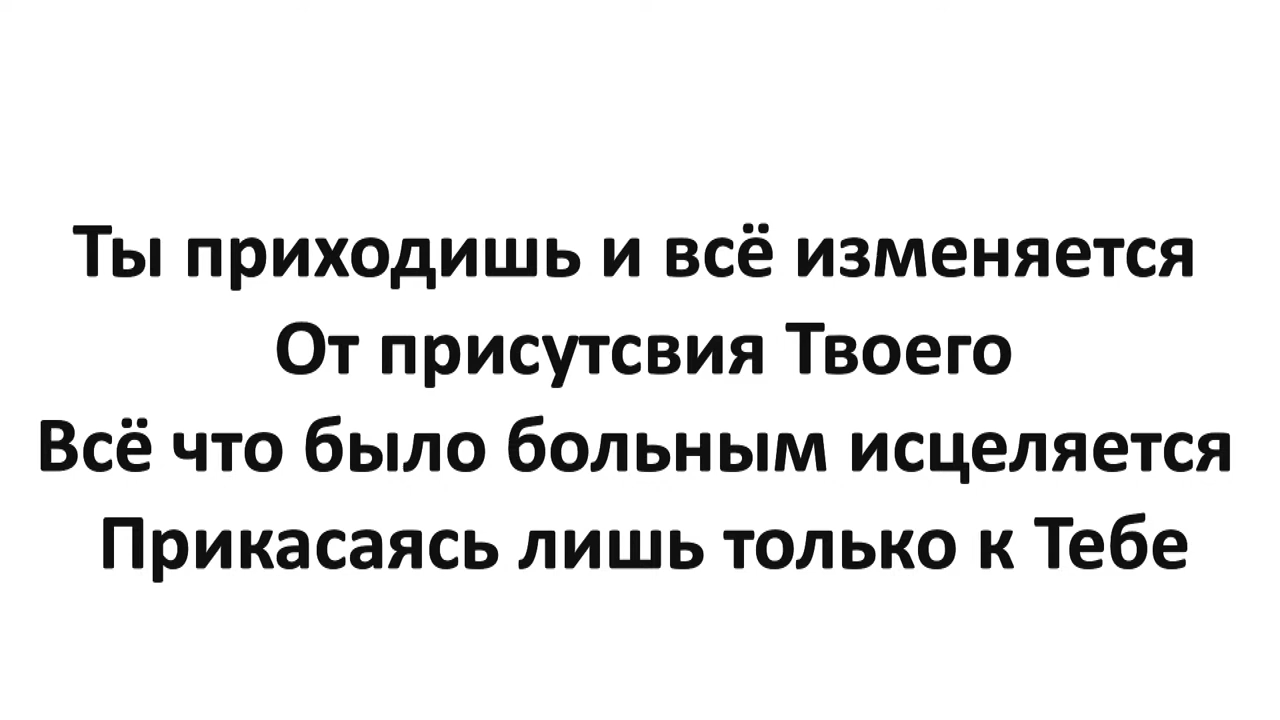 Ты приходишь и всё изменяется
От присутсвия Твоего
Всё что было больным исцеляется
Прикасаясь лишь только к Тебе